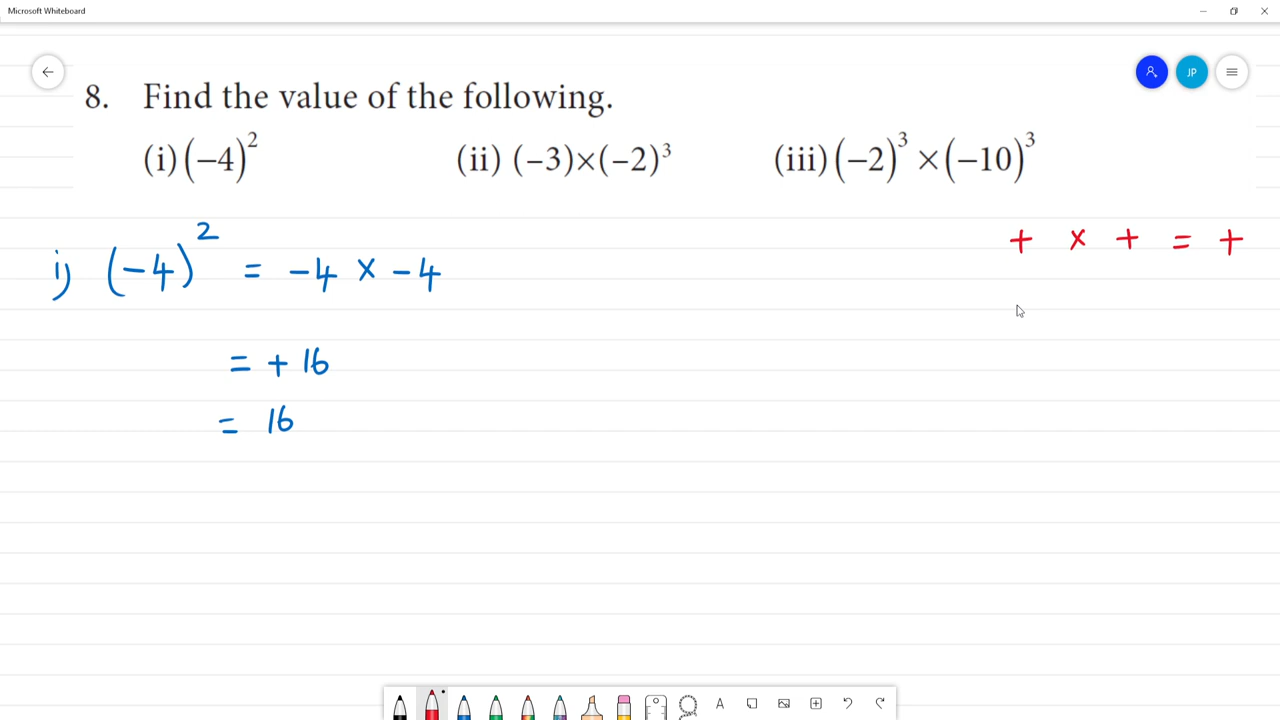 Microsoft Whiteboard
JP
8. Find the value of the following.
(i) (−4)² (ii) (−3)×(−2)³ (iii) (−2)³ ×(−10)³
i) (−4)² = −4 × −4
+ × + = +
= + 16
= 16
A